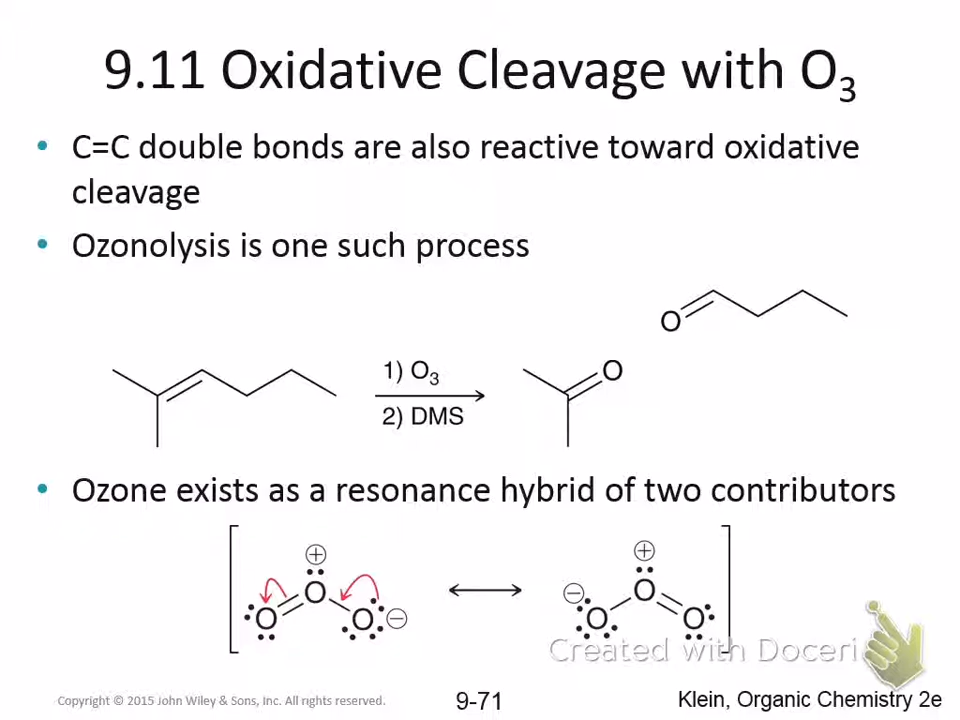 9.11 Oxidative Cleavage with O₃
• C=C double bonds are also reactive toward oxidative
cleavage
• Ozonolysis is one such process
O
1) O₃
2) DMS
O
• Ozone exists as a resonance hybrid of two contributors
+
O
O
O
−
+
O
−
O
O
Created with Doceri
Copyright © 2015 John Wiley & Sons, Inc. All rights reserved.
9-71
Klein, Organic Chemistry 2e